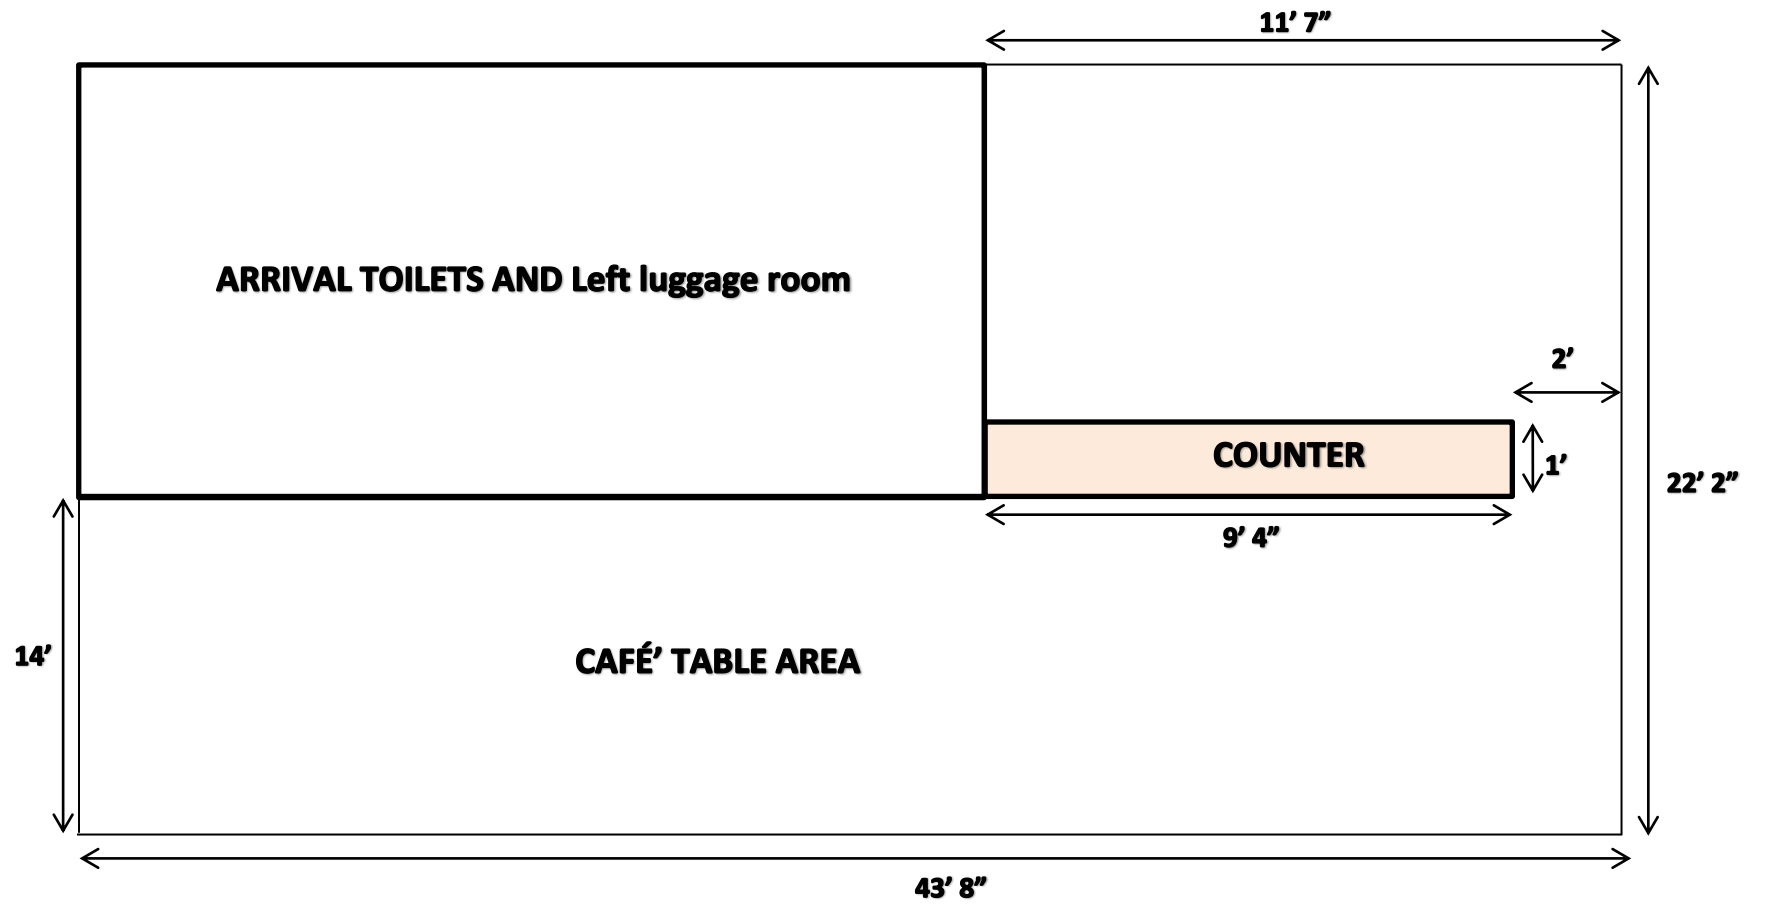 11’ 7”
ARRIVAL TOILETS AND Left luggage room
2’
COUNTER
1’
22’ 2”
9’ 4”
14’
CAFÉ’ TABLE AREA
43’ 8”